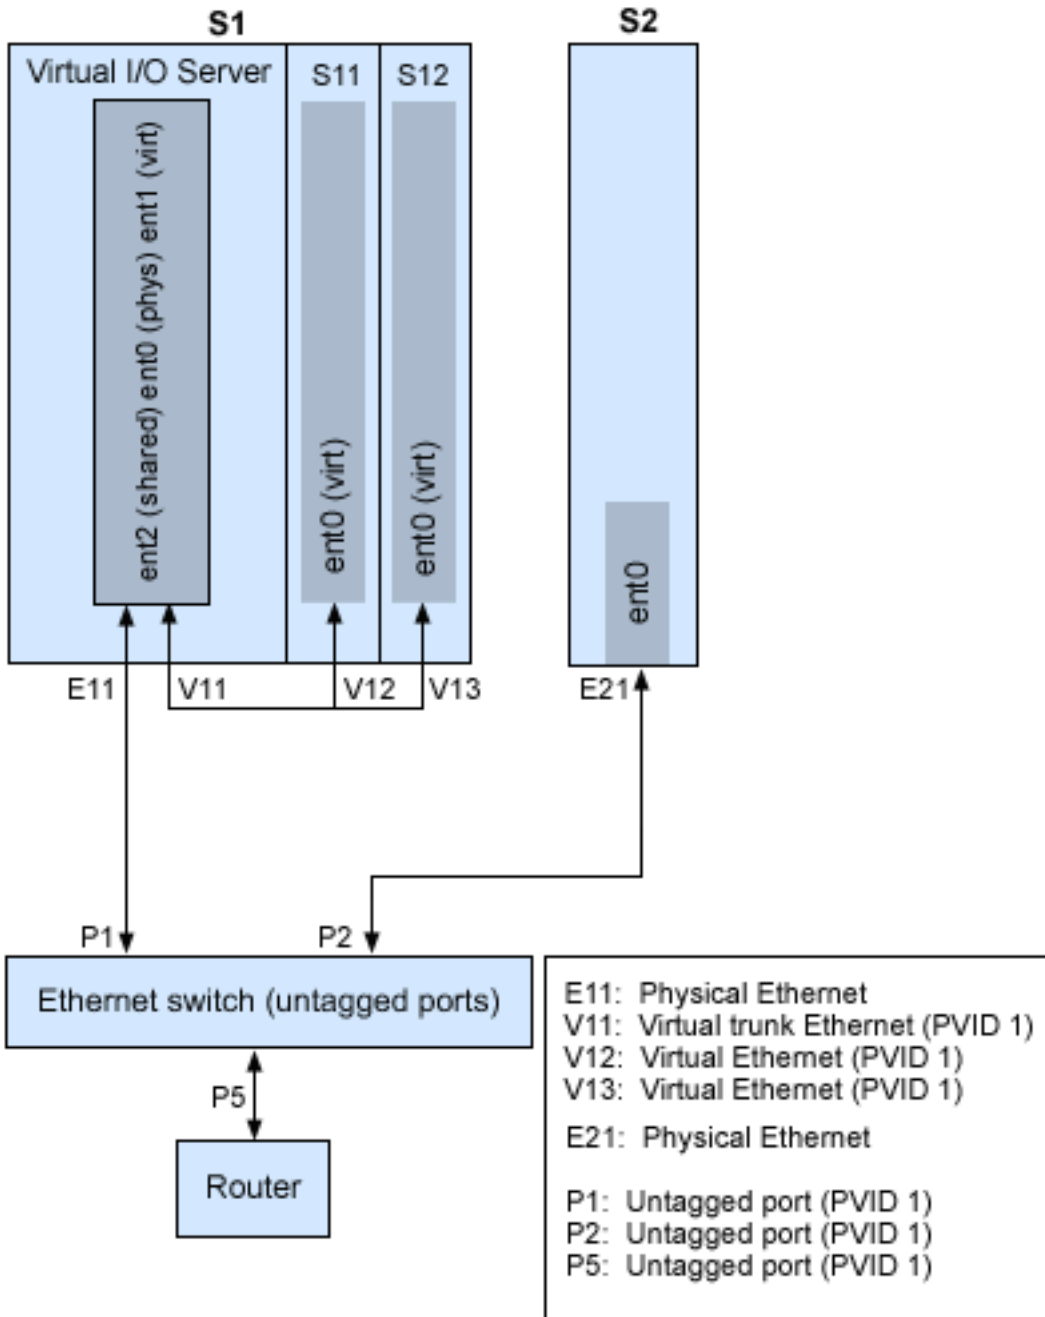 S1
S2
Virtual I/O Server
S11
S12
ent2 (shared) ent0 (phys) ent1 (virt)
ent0 (virt)
ent0 (virt)
ent0
E11
V11
V12
V13
E21
P1
P2
Ethernet switch (untagged ports)
P5
Router
E11: Physical Ethernet
V11: Virtual trunk Ethernet (PVID 1)
V12: Virtual Ethernet (PVID 1)
V13: Virtual Ethernet (PVID 1)
E21: Physical Ethernet
P1: Untagged port (PVID 1)
P2: Untagged port (PVID 1)
P5: Untagged port (PVID 1)